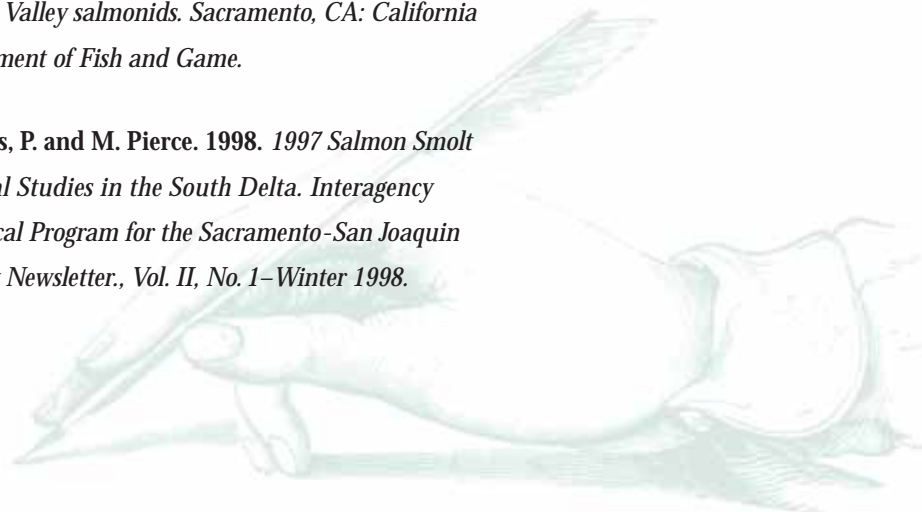 Valley salmonids. Sacramento, CA: California
ment of Fish and Game.
s, P. and M. Pierce. 1998. 1997 Salmon Smolt
al Studies in the South Delta. Interagency
cal Program for the Sacramento-San Joaquin
Newsletter., Vol. II, No. 1–Winter 1998.